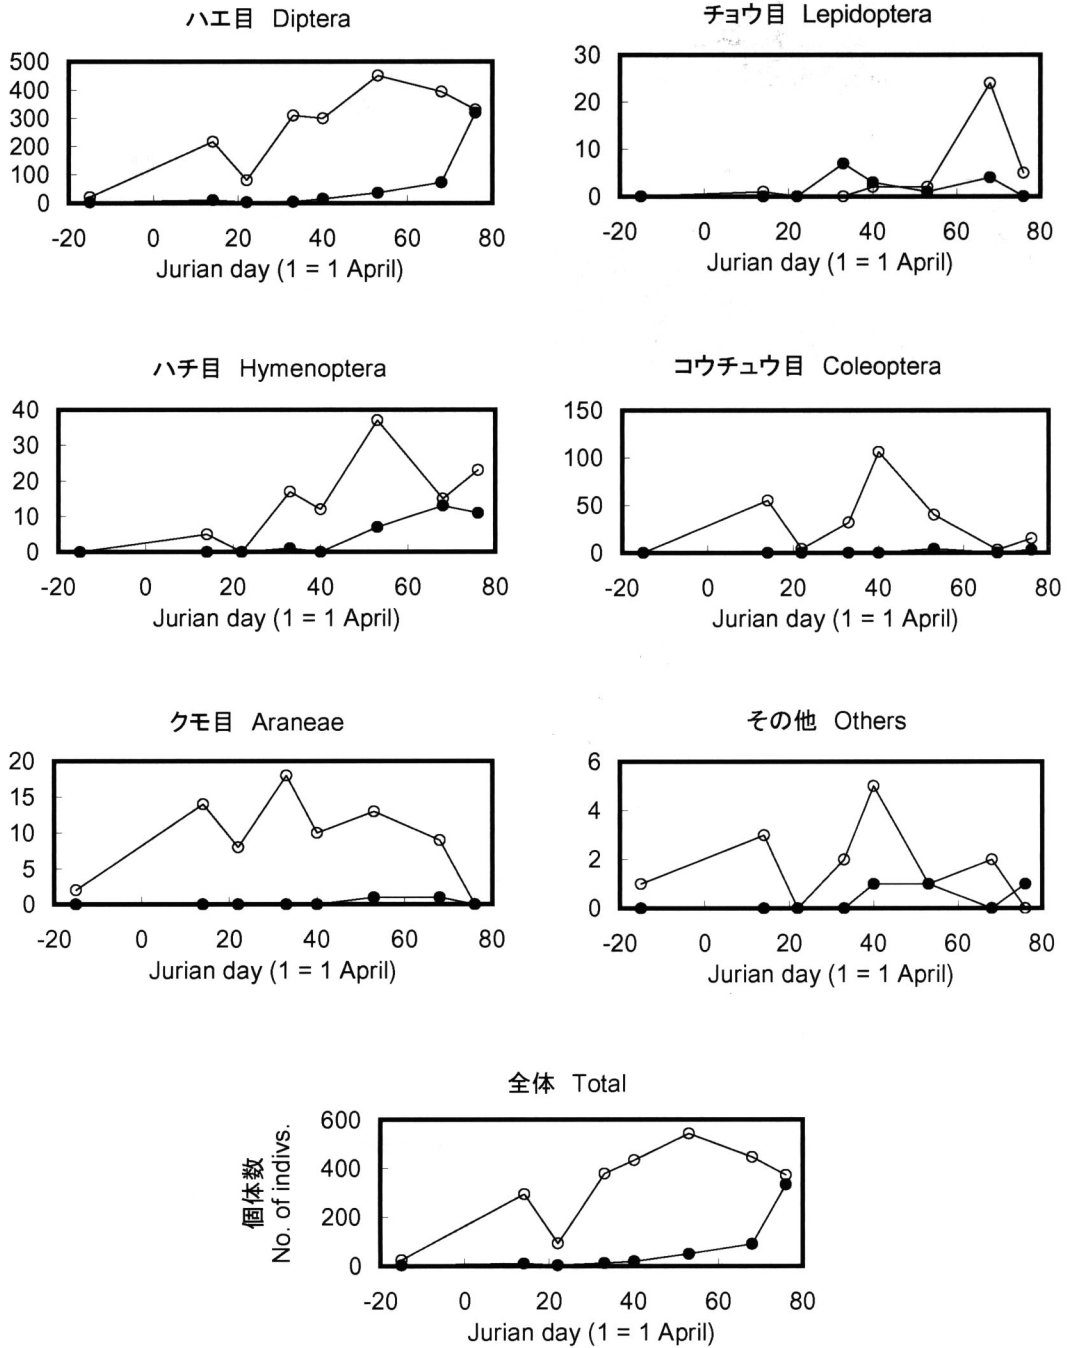 ハエ目 Diptera
500
400
300
200
100
0
-20 0 20 40 60 80
Jurian day (1 = 1 April)
チョウ目 Lepidoptera
30
20
10
0
-20 0 20 40 60 80
Jurian day (1 = 1 April)
ハチ目 Hymenoptera
40
30
20
10
0
-20 0 20 40 60 80
Jurian day (1 = 1 April)
コウチュウ目 Coleoptera
150
100
50
0
-20 0 20 40 60 80
Jurian day (1 = 1 April)
クモ目 Araneae
20
15
10
5
0
-20 0 20 40 60 80
Jurian day (1 = 1 April)
その他 Others
6
4
2
0
-20 0 20 40 60 80
Jurian day (1 = 1 April)
全体 Total
個体数
No. of indivs.
600
400
200
0
-20 0 20 40 60 80
Jurian day (1 = 1 April)